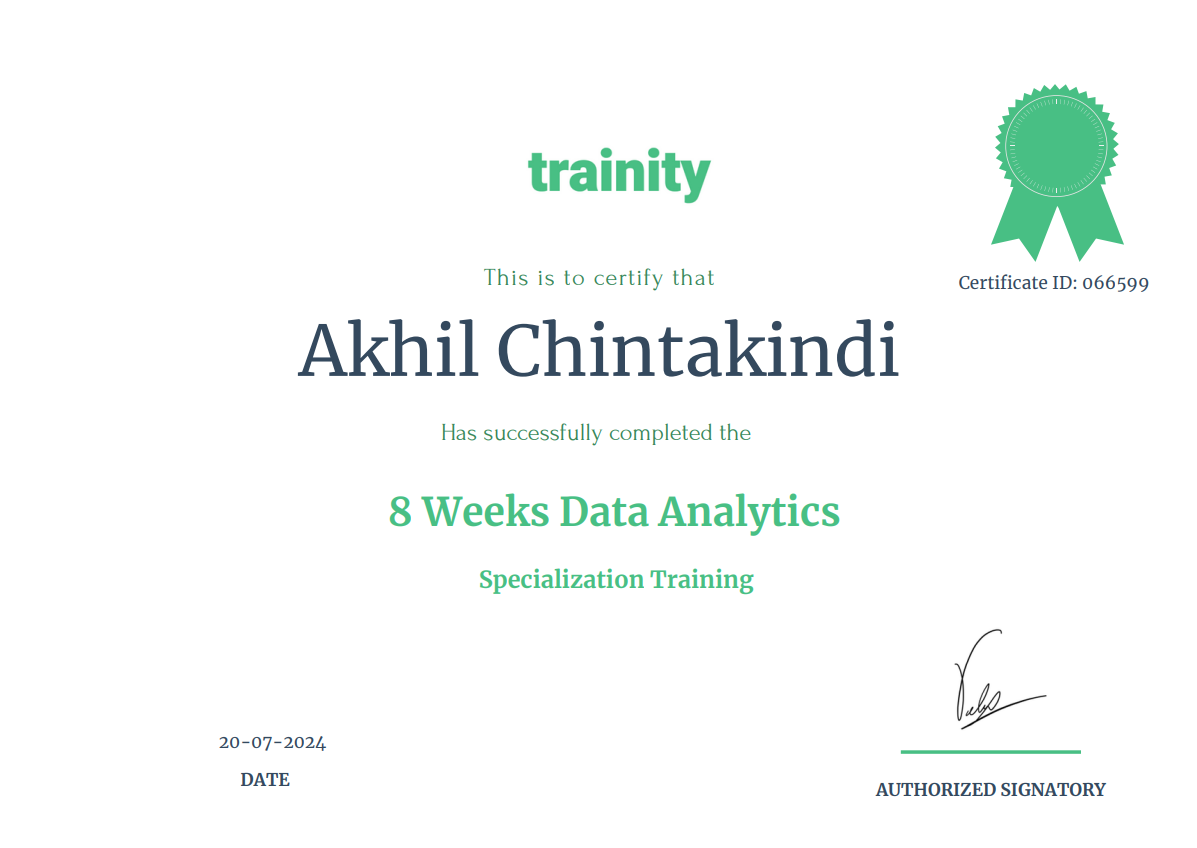 trainity
This is to certify that
Certificate ID: 066599
Akhil Chintakindi
Has successfully completed the
8 Weeks Data Analytics
Specialization Training
20-07-2024
DATE
AUTHORIZED SIGNATORY